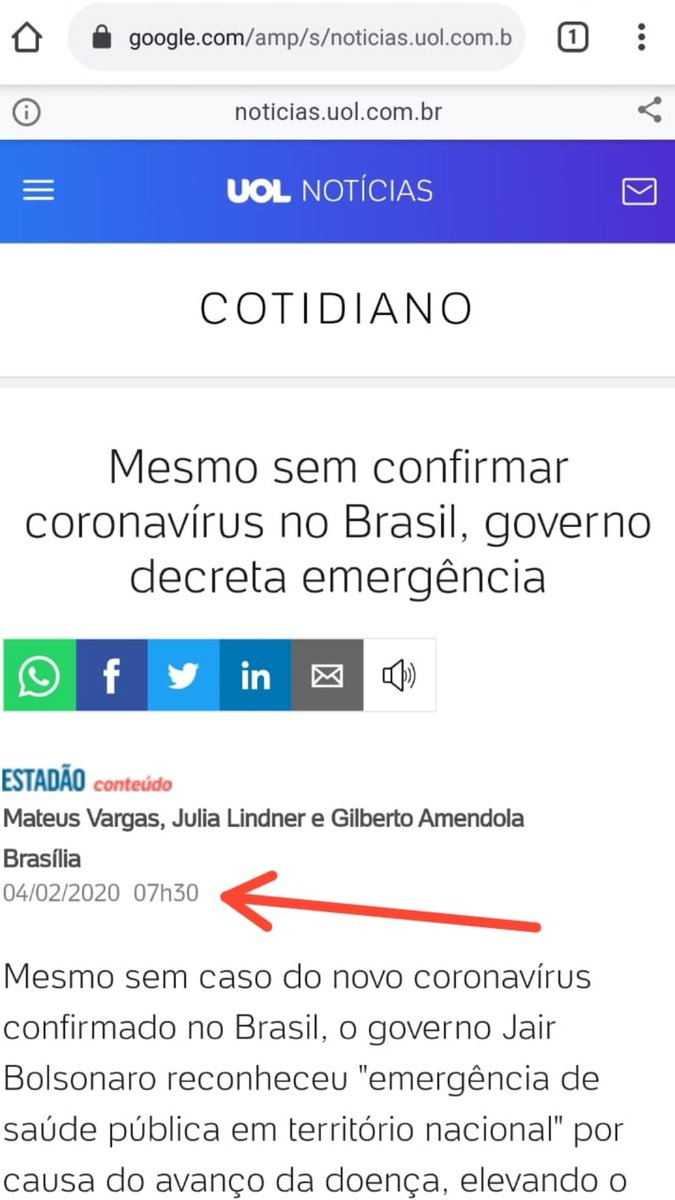 google.com/amp/s/noticias.uol.com.b
1
noticias.uol.com.br
UOL NOTÍCIAS
COTIDIANO
Mesmo sem confirmar
coronavírus no Brasil, governo
decreta emergência
f
in
ESTADÃO conteúdo
Mateus Vargas, Julia Lindner e Gilberto Amendola
Brasília
04/02/2020 07h30
Mesmo sem caso do novo coronavírus
confirmado no Brasil, o governo Jair
Bolsonaro reconheceu "emergência de
saúde pública em território nacional" por
causa do avanço da doença, elevando o